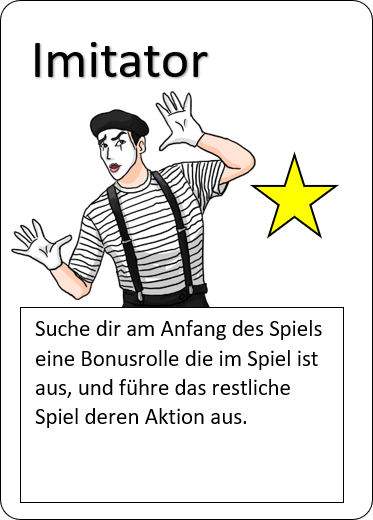 Imitator
Suche dir am Anfang des Spiels
eine Bonusrolle die im Spiel ist
aus, und führe das restliche
Spiel deren Aktion aus.